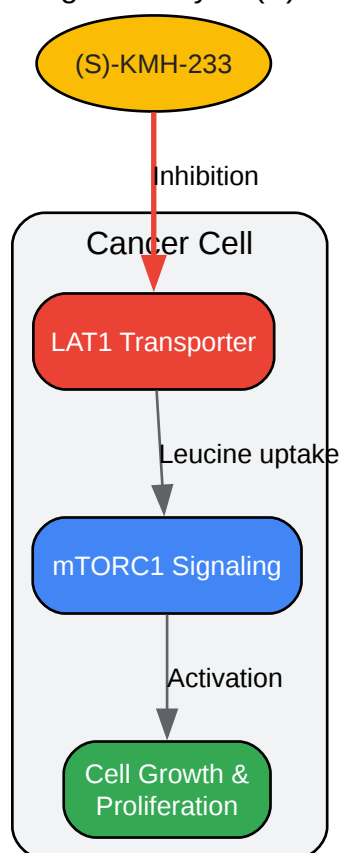 (S)-KMH-233
Inhibition
Cancer Cell
LAT1 Transporter
Leucine uptake
mTORC1 Signaling
Activation
Cell Growth &
Proliferation